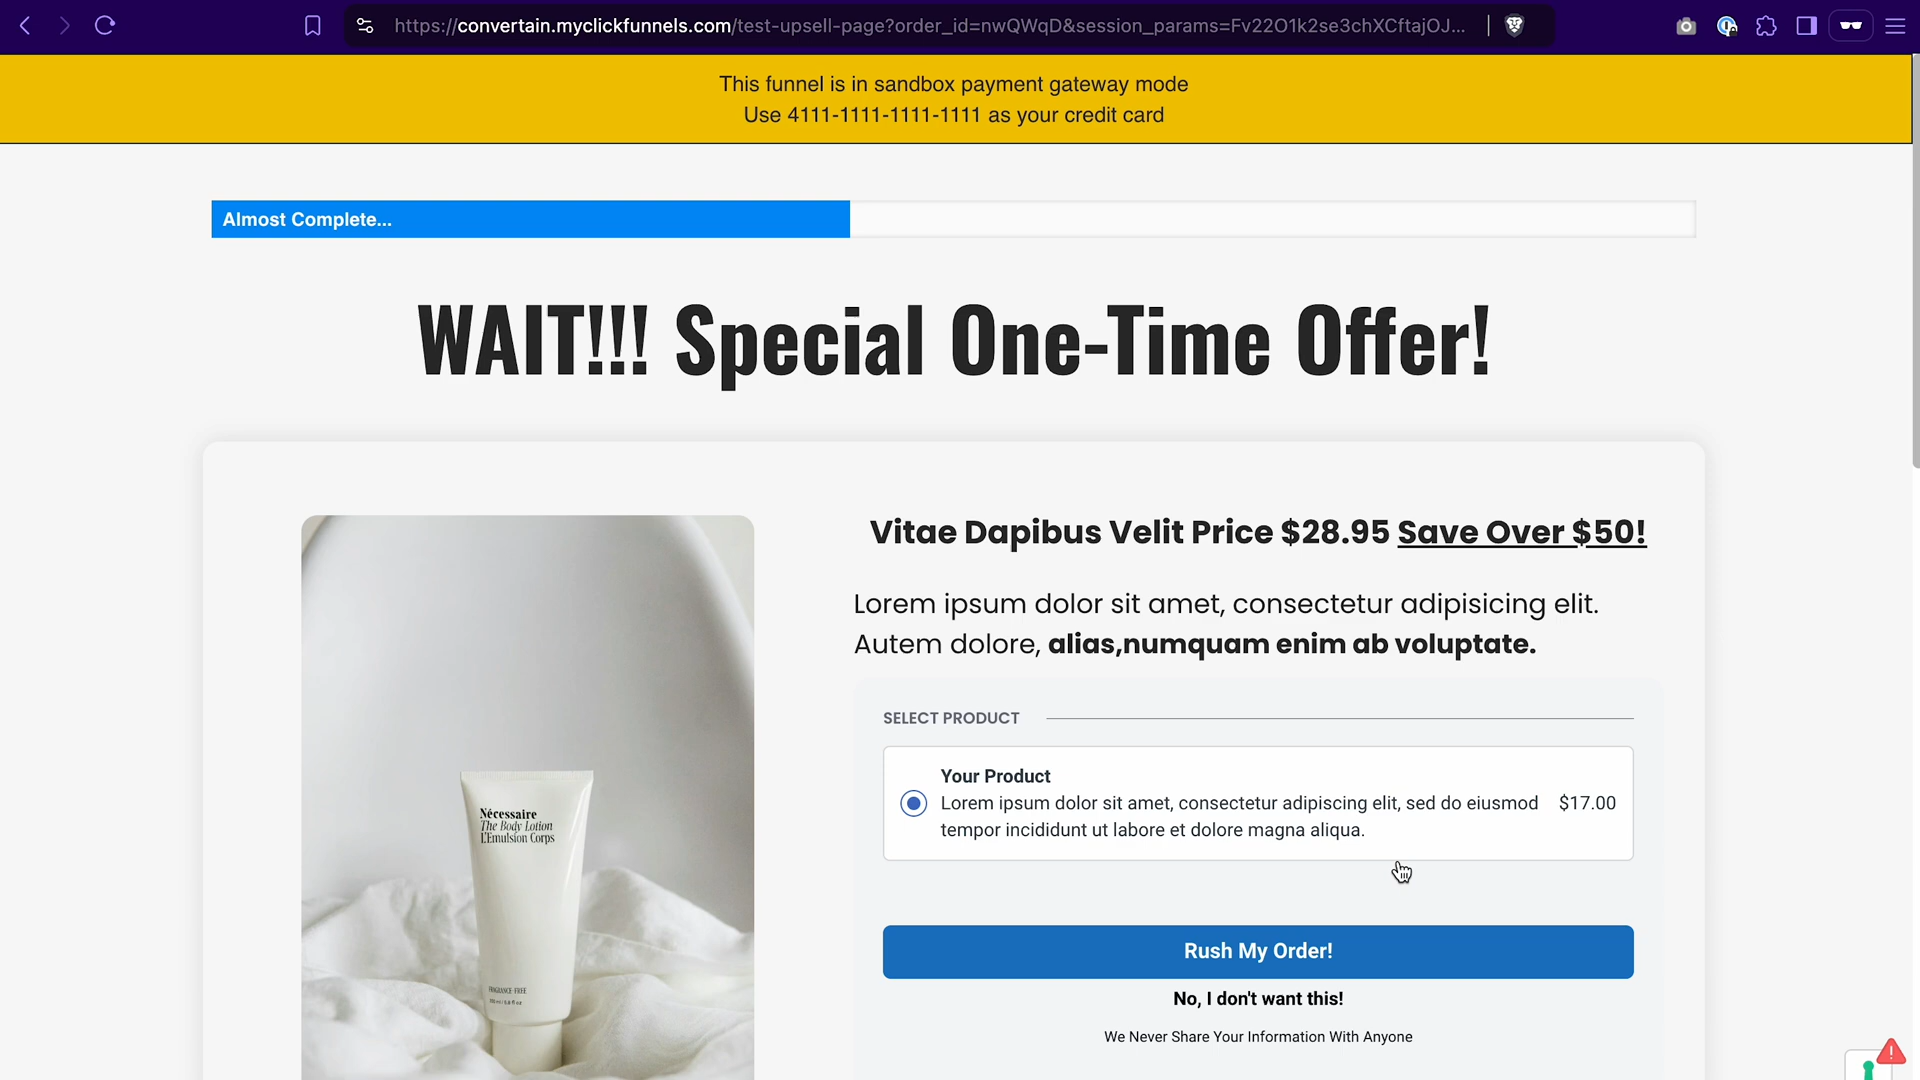 https://convertain.myclickfunnels.com/test-upsell-page?order_id=nwQWqD&session_params=Fv22O1k2se3chXCftajOJ...
This funnel is in sandbox payment gateway mode
Use 4111-1111-1111-1111 as your credit card
Almost Complete...
WAIT!!! Special One-Time Offer!
Vitae Dapibus Velit Price $28.95 Save Over $50!
Lorem ipsum dolor sit amet, consectetur adipisicing elit.
Autem dolore, alias,numquam enim ab voluptate.
SELECT PRODUCT
Your Product
Lorem ipsum dolor sit amet, consectetur adipiscing elit, sed do eiusmod $17.00
tempor incididunt ut labore et dolore magna aliqua.
Rush My Order!
No, I don't want this!
We Never Share Your Information With Anyone
Nécessaire
The Body Lotion
L'Émulsion Corps
FRAGRANCE FREE